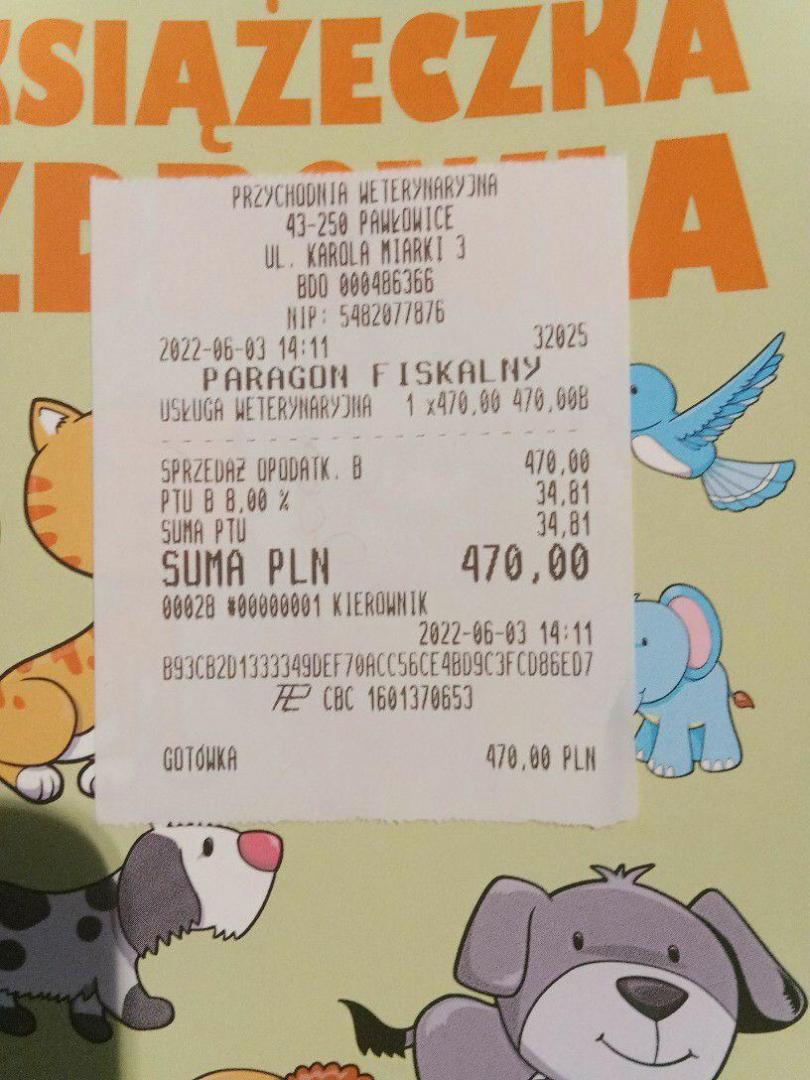 KSIĄŻECZKA
PRZYCHODNIA WETERYNARYJNA
43-250 PAWŁOWICE
UL. KAROLA MIARKI 3
BDO 000486366
NIP: 5482077876
2022-06-03 14:11 32025
PARAGON FISKALNY
USŁUGA WETERYNARYJNA 1 x470,00 470,00B
SPRZEDAŻ OPODATK. B 470,00
PTU B 8,00 % 34,81
SUMA PTU 34,81
SUMA PLN 470,00
00028 #00000001 KIEROWNIK
2022-06-03 14:11
B93CB2D1333349DEF70ACC56CE4BD9C3FCD86ED7
PL CBC 1601370653
GOTÓWKA 470,00 PLN